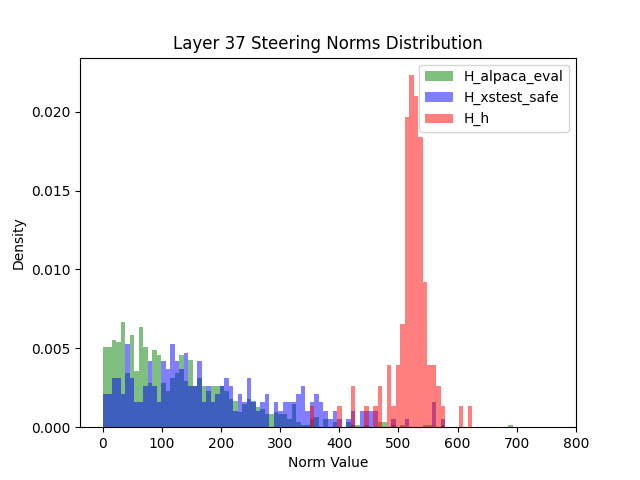 Layer 37 Steering Norms Distribution
H_alpaca_eval
H_xstest_safe
H_h
Density
0.020
0.015
0.010
0.005
0.000
0
100
200
300
400
500
600
700
800
Norm Value